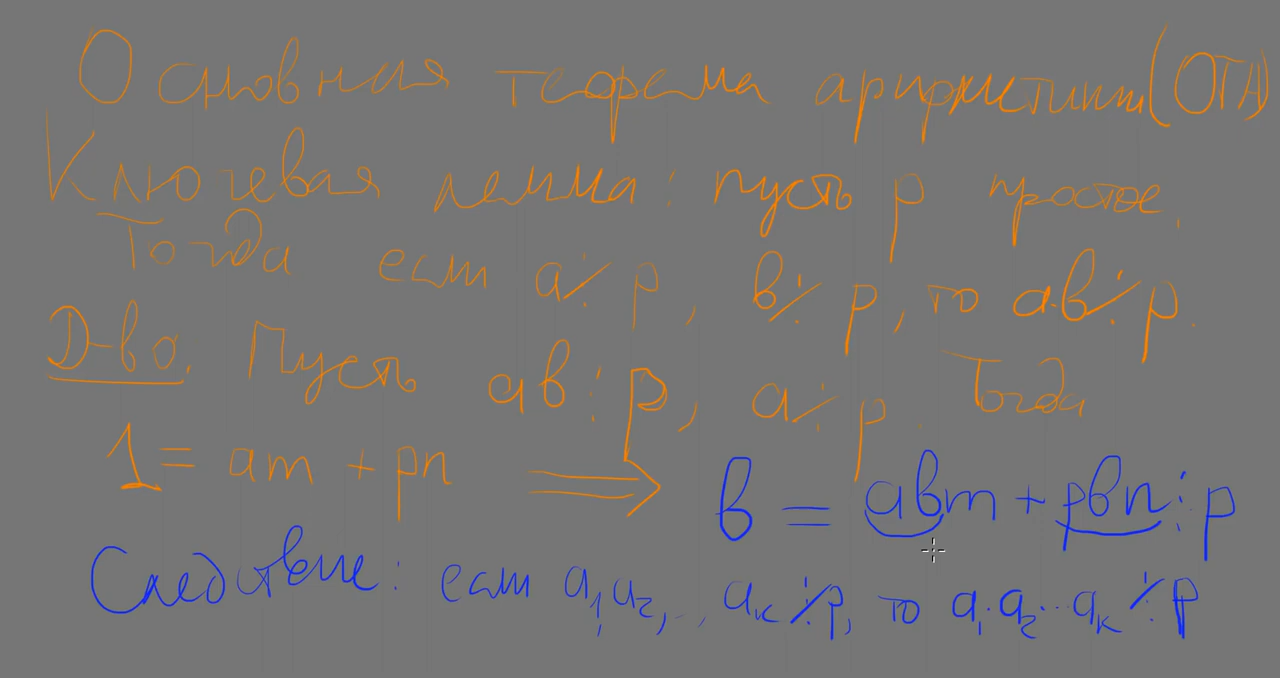 Основная теорема арифметики (ОТА)
Ключевая лемма: пусть p простое.
Тогда если a⋮̸p, b⋮̸p, то a·b⋮̸p.
Д-во. Пусть ab⋮p, a⋮̸p. Тогда
1 = am + pn ⟹ b = abm + pbn ⋮ p
Следствие: если a₁, a₂, ..., aₖ⋮̸p, то a₁·a₂...aₖ⋮̸p